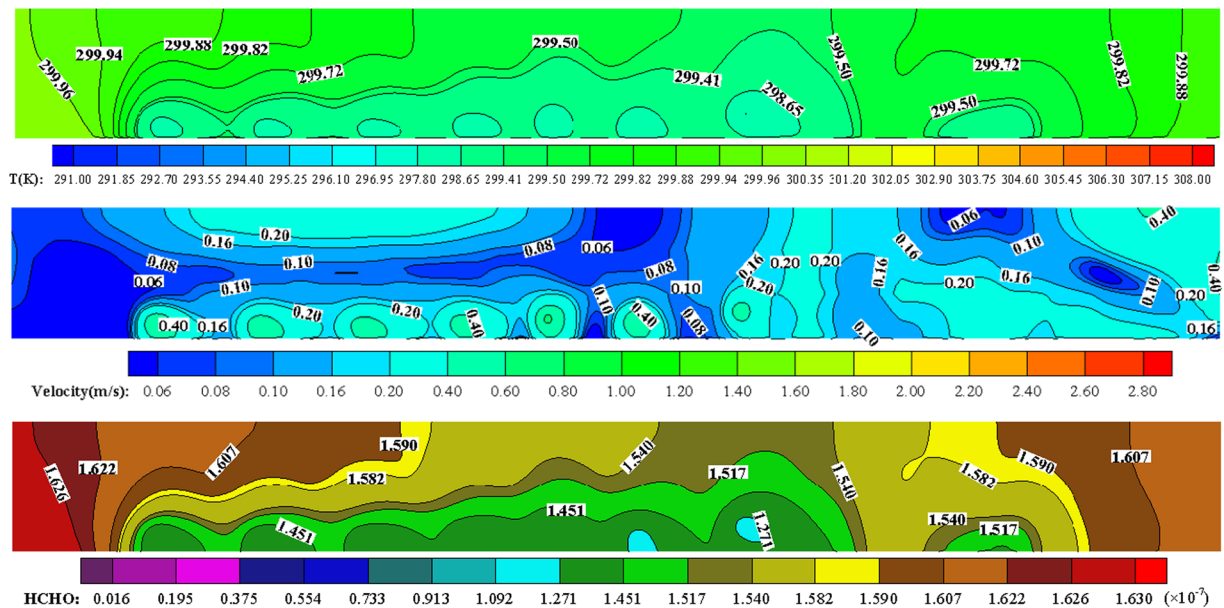 299.96 299.94 299.88 299.82 299.72 299.50 299.41 298.65 299.50 299.72 299.50 299.82 299.88
T(K): 291.00 291.85 292.70 293.55 294.40 295.25 296.10 296.95 297.80 298.65 299.41 299.50 299.72 299.82 299.88 299.94 299.96 300.35 301.20 302.05 302.90 303.75 304.60 305.45 306.30 307.15 308.00
0.06 0.40
0.16 0.20 0.08 0.06 0.16 0.10
0.08 0.10 0.08 0.16 0.20 0.20 0.16 0.16 0.40
0.06 0.10 0.10 0.20 0.20 0.10 0.20
0.40 0.16 0.20 0.20 0.40 0.10 0.40 0.08 0.10 0.16
Velocity(m/s): 0.06 0.08 0.10 0.16 0.20 0.40 0.60 0.80 1.00 1.20 1.40 1.60 1.80 2.00 2.20 2.40 2.60 2.80
1.626 1.622 1.607 1.590 1.582 1.540 1.517 1.540 1.582 1.590 1.607
1.451 1.451 1.271 1.540 1.517
HCHO: 0.016 0.195 0.375 0.554 0.733 0.913 1.092 1.271 1.451 1.517 1.540 1.582 1.590 1.607 1.622 1.626 1.630 (×10⁻⁷)